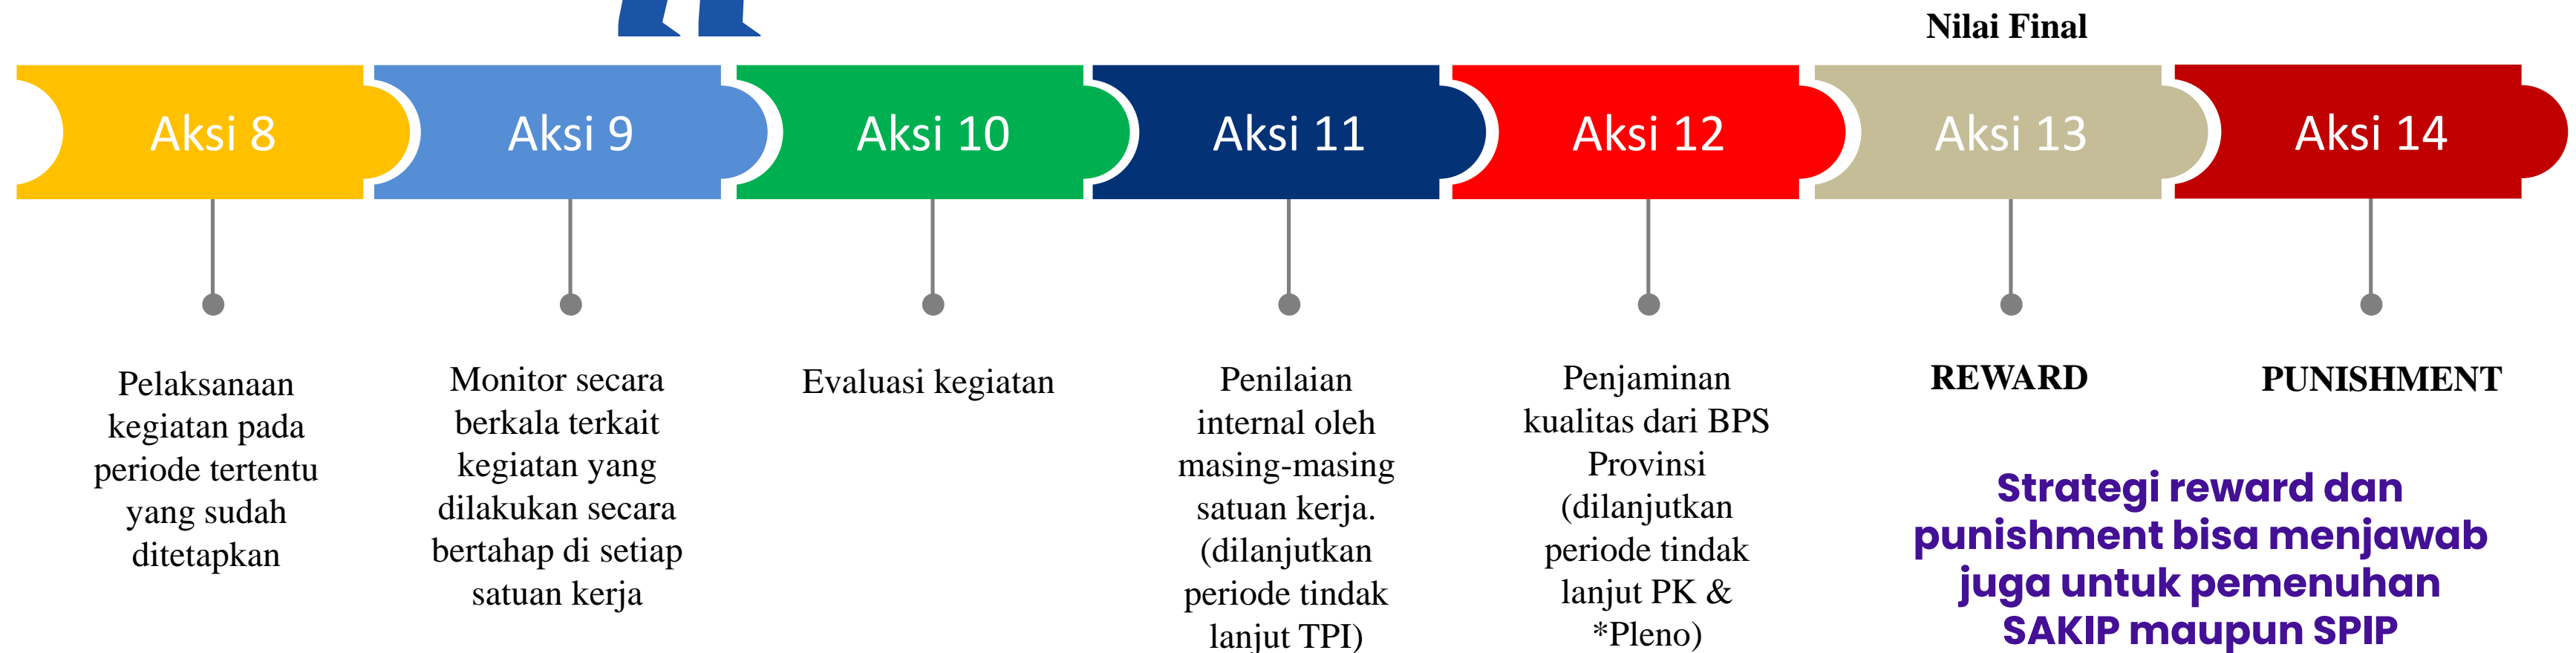 Nilai Final
Aksi 8
Aksi 9
Aksi 10
Aksi 11
Aksi 12
Aksi 13
Aksi 14
Pelaksanaan
kegiatan pada
periode tertentu
yang sudah
ditetapkan
Monitor secara
berkala terkait
kegiatan yang
dilakukan secara
bertahap di setiap
satuan kerja
Evaluasi kegiatan
Penilaian
internal oleh
masing-masing
satuan kerja.
(dilanjutkan
periode tindak
lanjut TPI)
Penjaminan
kualitas dari BPS
Provinsi
(dilanjutkan
periode tindak
lanjut PK &
*Pleno)
REWARD
PUNISHMENT
Strategi reward dan
punishment bisa menjawab
juga untuk pemenuhan
SAKIP maupun SPIP